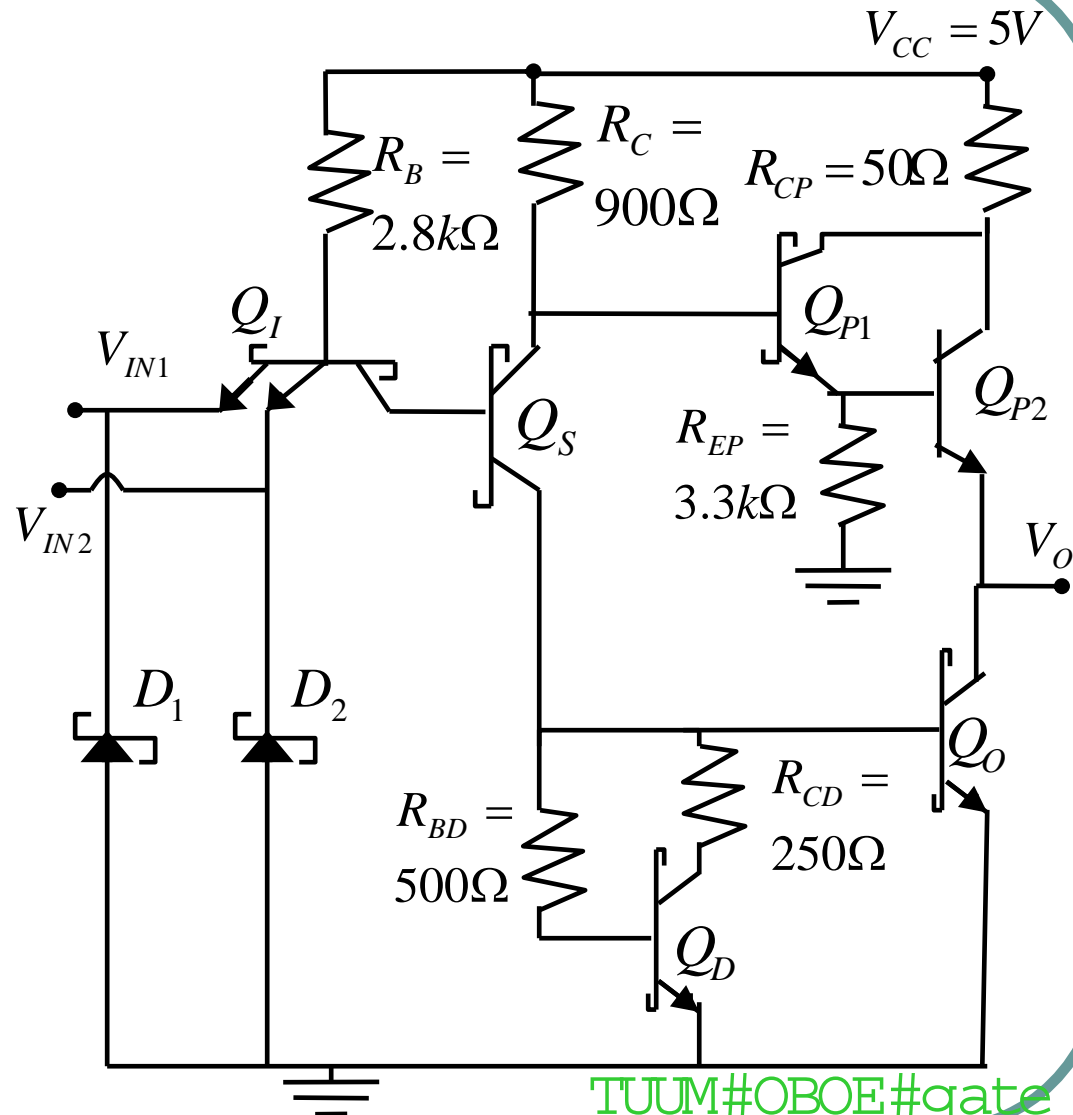 V_CC = 5V
R_B =
2.8kΩ
R_C =
900Ω
R_CP = 50Ω
Q_I
V_IN1
Q_P1
Q_S
Q_P2
R_EP =
3.3kΩ
V_IN2
V_O
D_1
D_2
Q_O
R_BD =
500Ω
R_CD =
250Ω
Q_D
TUUM#OBOE#gate